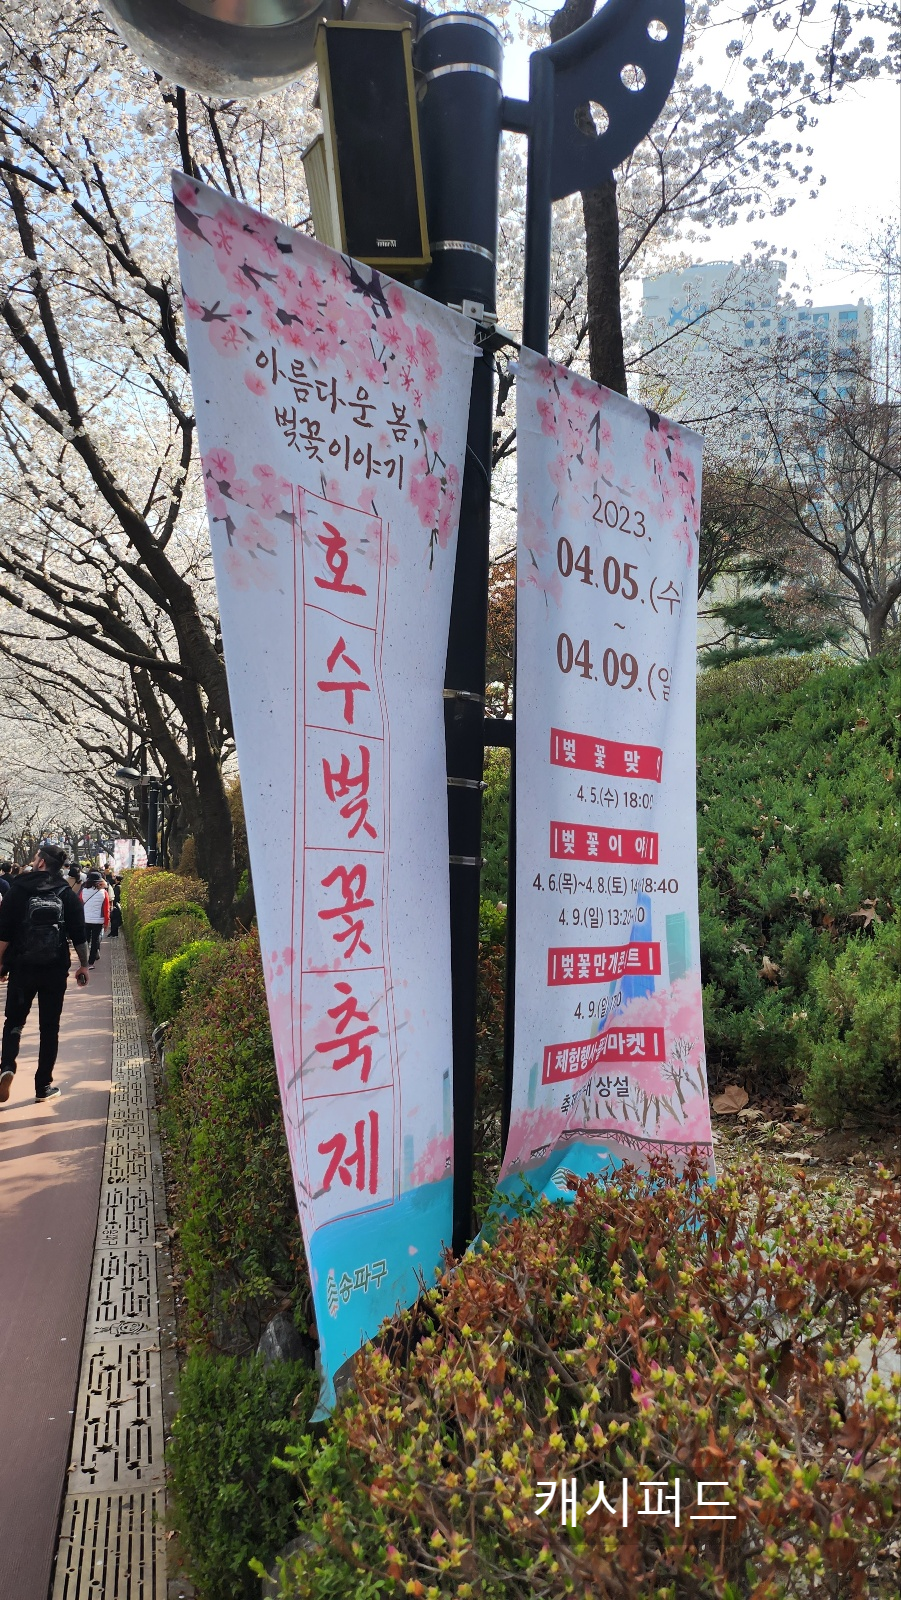 아름다운 봄,
벚꽃이야기
호수벚꽃축제
송파구
2023.
04.05.(수)
~
04.09.(일
벚꽃맞
4.5.(수) 18:00
벚꽃이야
4.6.(목)~4.8.(토) 18:40
4.9.(일) 13:20
벚꽃만개콘트
4.9.(일)
체험행사 마켓
상설
캐시퍼드